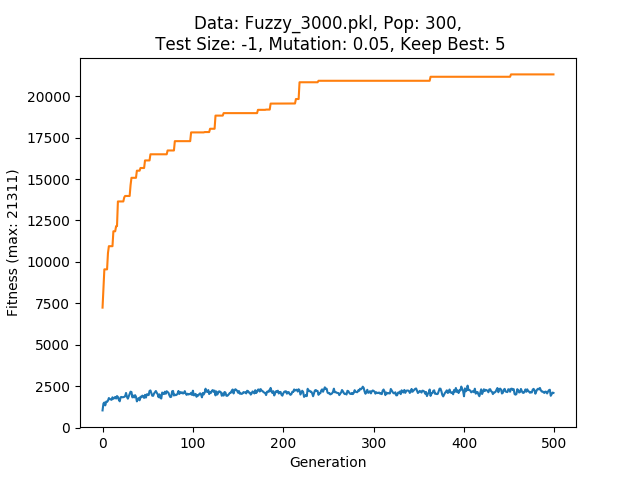 Data: Fuzzy_3000.pkl, Pop: 300,
Test Size: -1, Mutation: 0.05, Keep Best: 5
20000
17500
15000
12500
10000
7500
5000
2500
0
Fitness (max: 21311)
0 100 200 300 400 500
Generation